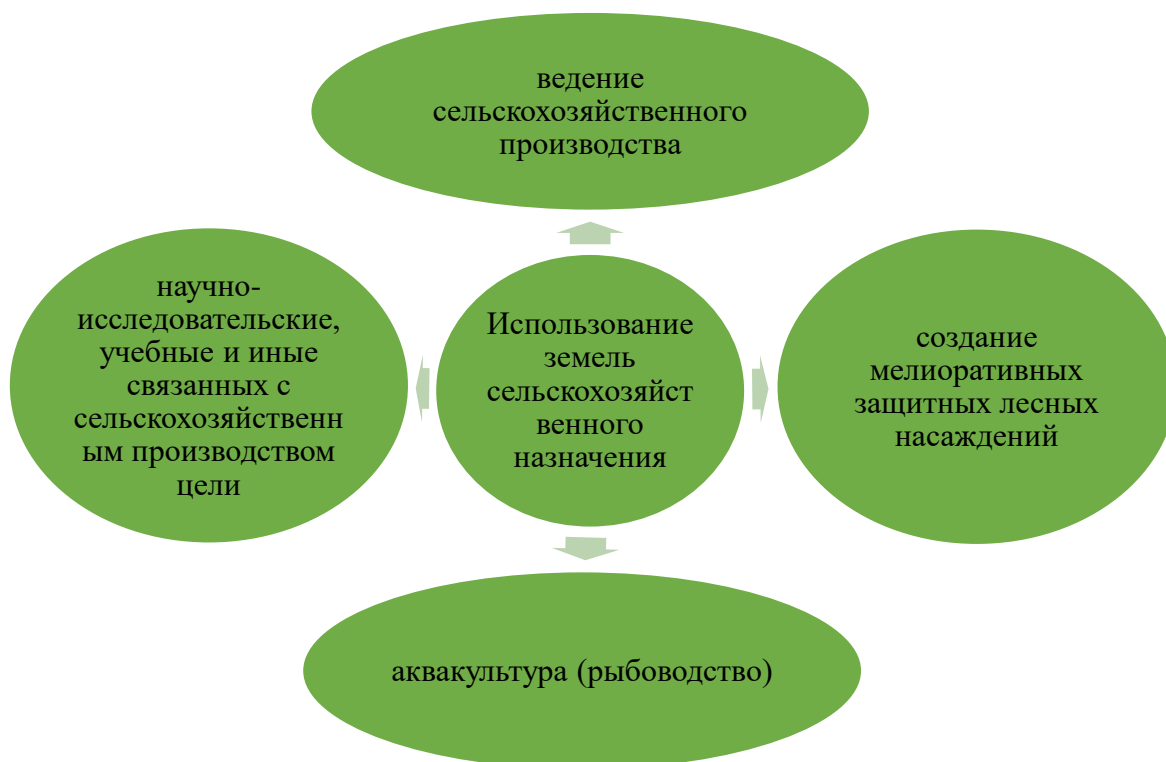 ведение
сельскохозяйственного
производства
научно-
исследовательские,
учебные и иные
связанных с
сельскохозяйственн
ым производством
цели
Использование
земель
сельскохозяйст
венного
назначения
создание
мелиоративных
защитных лесных
насаждений
аквакультура (рыбоводство)